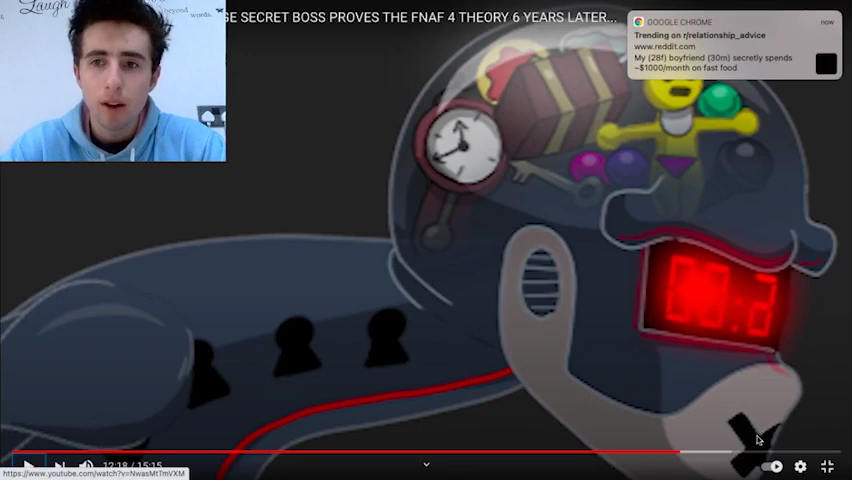 Laugh
beyond
words.
GE SECRET BOSS PROVES THE FNAF 4 THEORY 6 YEARS LATER...
GOOGLE CHROME
now
Trending on r/relationship_advice
www.reddit.com
My (28f) boyfriend (30m) secretly spends
~$1000/month on fast food
12:18 / 15:15
https://www.youtube.com/watch?v=NwasMtTmVXM